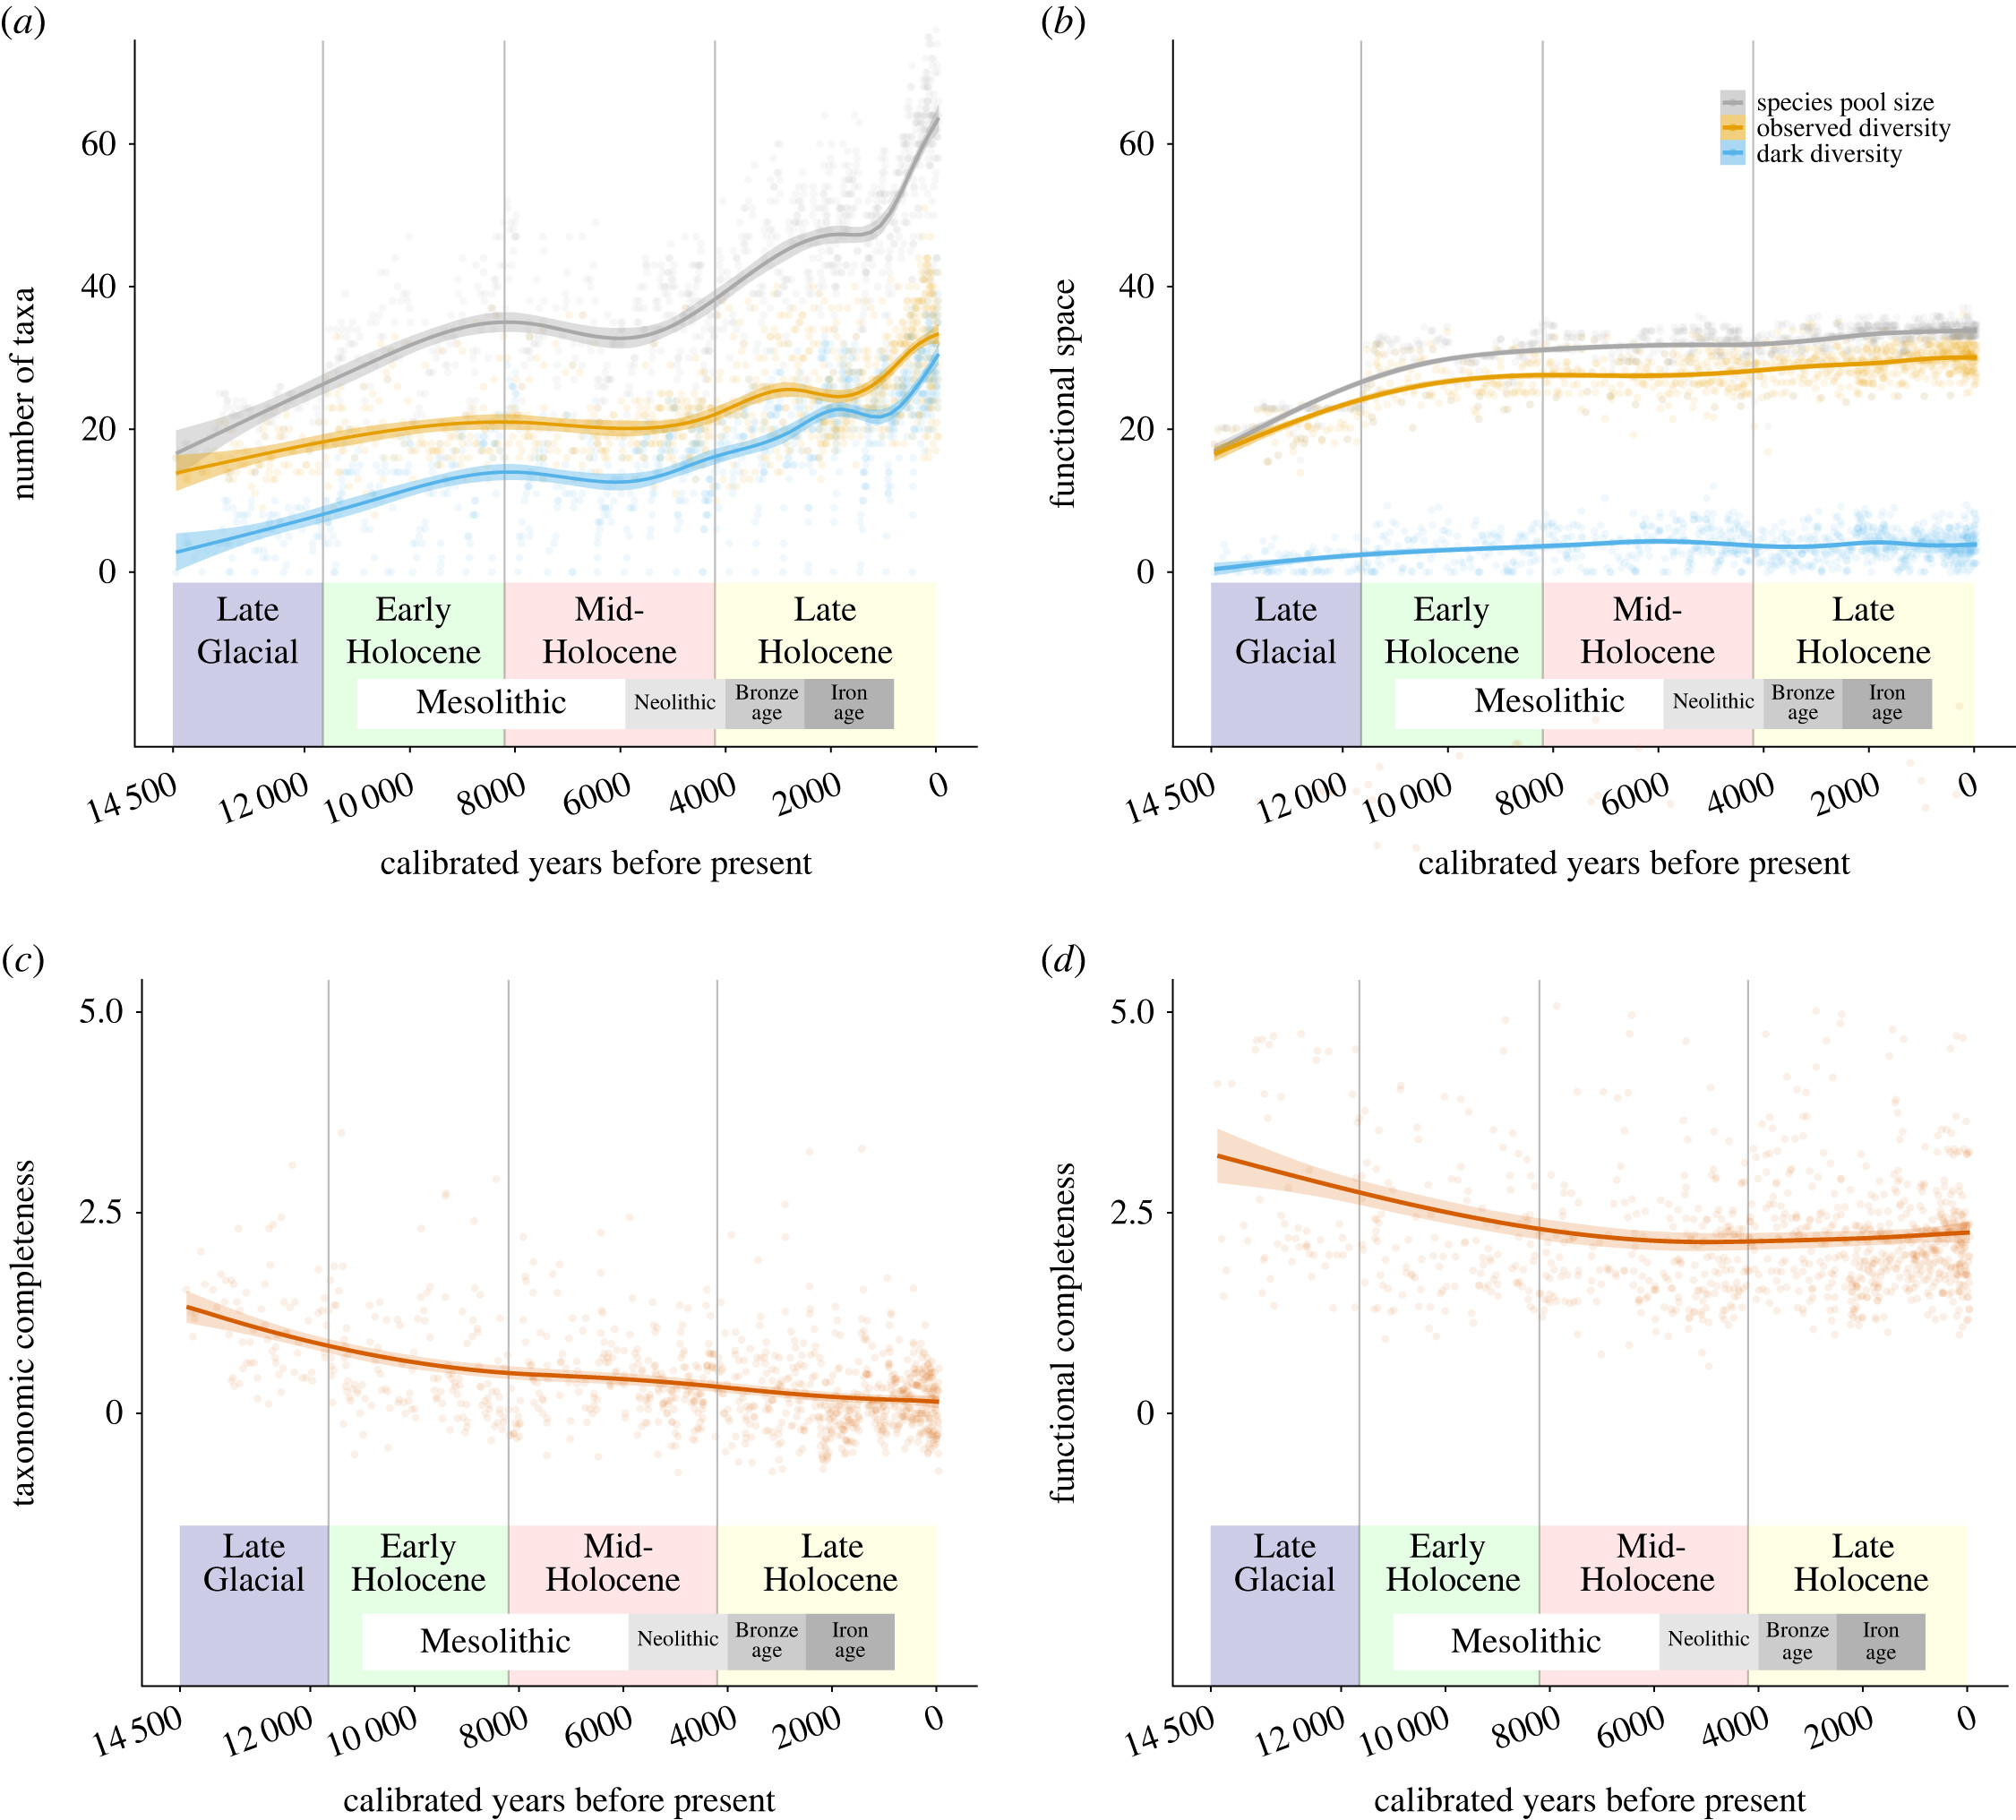 (a)
number of taxa
60
40
20
0
Late Glacial
Early Holocene
Mid-Holocene
Late Holocene
Mesolithic
Neolithic
Bronze age
Iron age
14 500
12 000
10 000
8000
6000
4000
2000
0
calibrated years before present
(b)
functional space
60
40
20
0
species pool size
observed diversity
dark diversity
Late Glacial
Early Holocene
Mid-Holocene
Late Holocene
Mesolithic
Neolithic
Bronze age
Iron age
14 500
12 000
10 000
8000
6000
4000
2000
0
calibrated years before present
(c)
taxonomic completeness
5.0
2.5
0
Late Glacial
Early Holocene
Mid-Holocene
Late Holocene
Mesolithic
Neolithic
Bronze age
Iron age
14 500
12 000
10 000
8000
6000
4000
2000
0
calibrated years before present
(d)
functional completeness
5.0
2.5
0
Late Glacial
Early Holocene
Mid-Holocene
Late Holocene
Mesolithic
Neolithic
Bronze age
Iron age
14 500
12 000
10 000
8000
6000
4000
2000
0
calibrated years before present